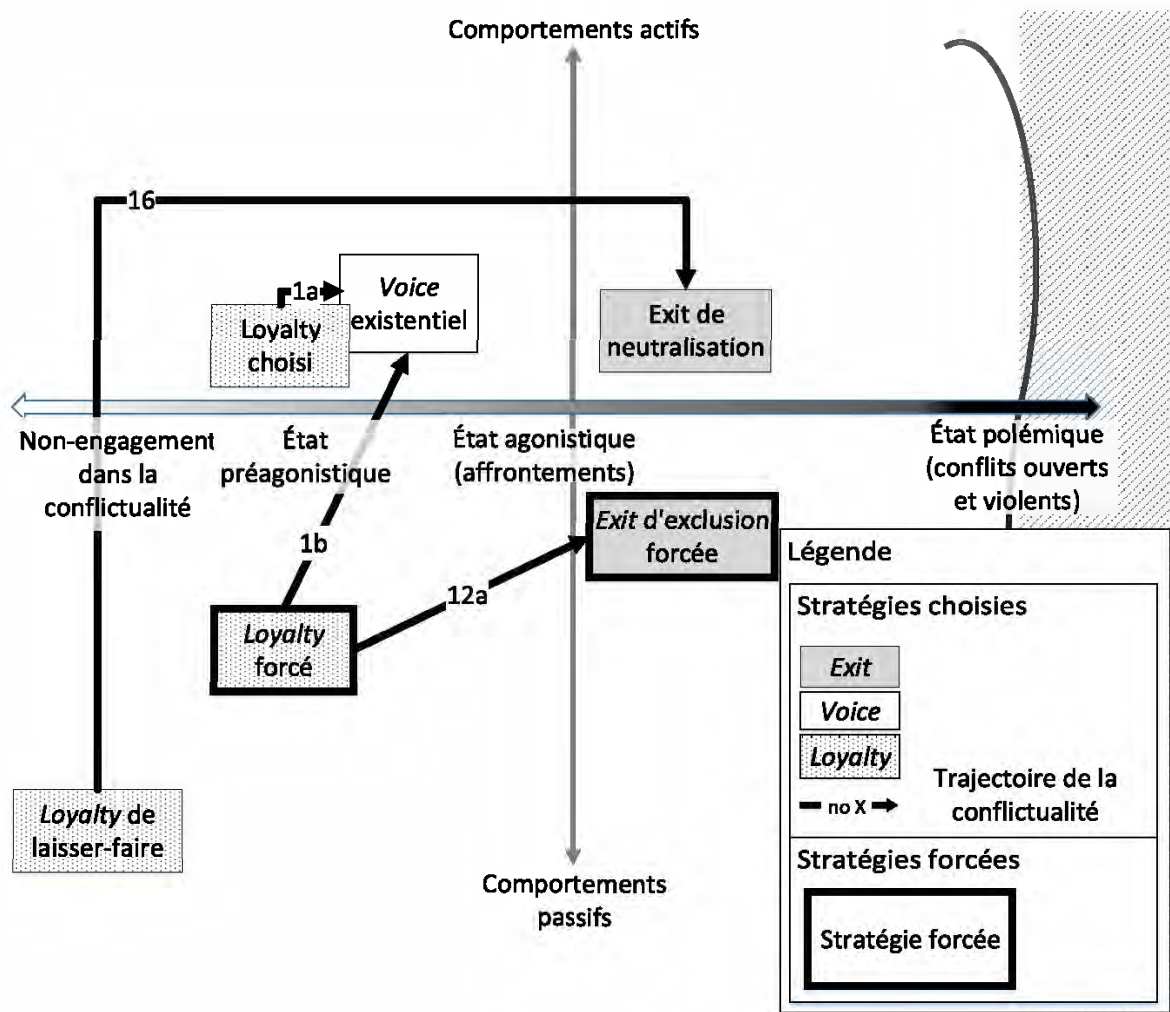 Comportements actifs
16
1a
Voice
existentiel
Loyalty
choisi
Exit de
neutralisation
Non-engagement
dans la
conflictualité
État
préagonistique
État agonistique
(affrontements)
État polémique
(conflits ouverts
et violents)
1b
Exit d'exclusion
forcée
12a
Loyalty
forcé
Loyalty de
laisser-faire
Comportements
passifs
Légende
Stratégies choisies
Exit
Voice
Loyalty
no X
Trajectoire de la
conflictualité
Stratégies forcées
Stratégie forcée